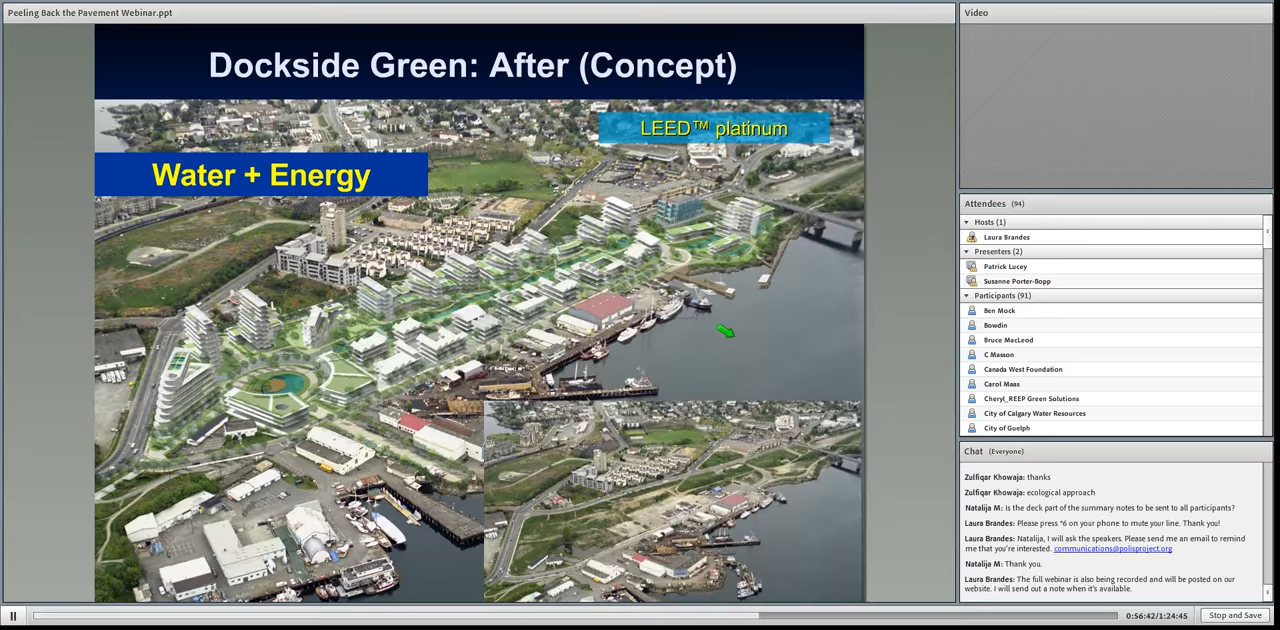 Peeling Back the Pavement Webinar.ppt
Dockside Green: After (Concept)
LEED™ platinum
Water + Energy
Video
Attendees (94)
Hosts (1)
Laura Brandes
Presenters (2)
Patrick Lucey
Susanne Porter-Bopp
Participants (91)
Ben Mock
Bowdin
Bruce MacLeod
C Masson
Canada West Foundation
Carol Maas
Cheryl_REEP Green Solutions
City of Calgary Water Resources
City of Guelph
Chat (Everyone)
Zulfiqar Khowaja: thanks
Zulfiqar Khowaja: ecological approach
Natalija M: Is the deck part of the summary notes to be sent to all participants?
Laura Brandes: Please press *6 on your phone to mute your line. Thank you!
Laura Brandes: Natalija, I will ask the speakers. Please send me an email to remind
me that you're interested. communications@polisproject.org
Natalija M: Thank you.
Laura Brandes: The full webinar is also being recorded and will be posted on our
website. I will send out a note when it's available.
0:56:42/1:24:45
Stop and Save